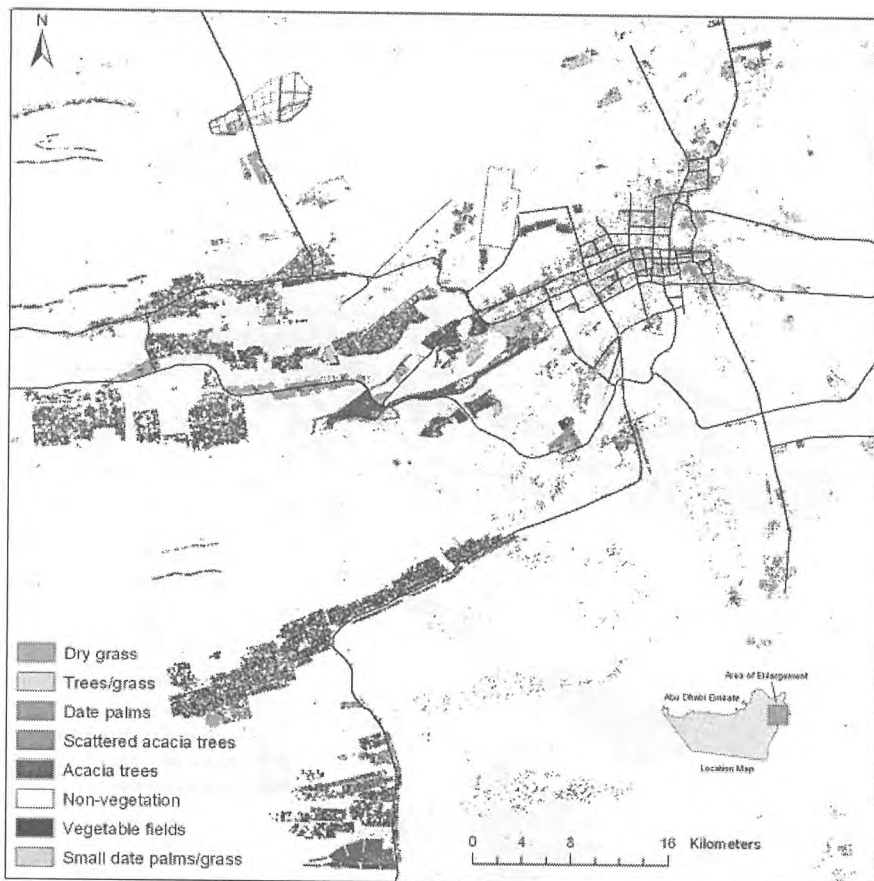 N
Dry grass
Trees/grass
Date palms
Scattered acacia trees
Acacia trees
Non-vegetation
Vegetable fields
Small date palms/grass
Area of Enlargement
Abu Dhabi Emirate
Location Map
0 4 8 16 Kilometers